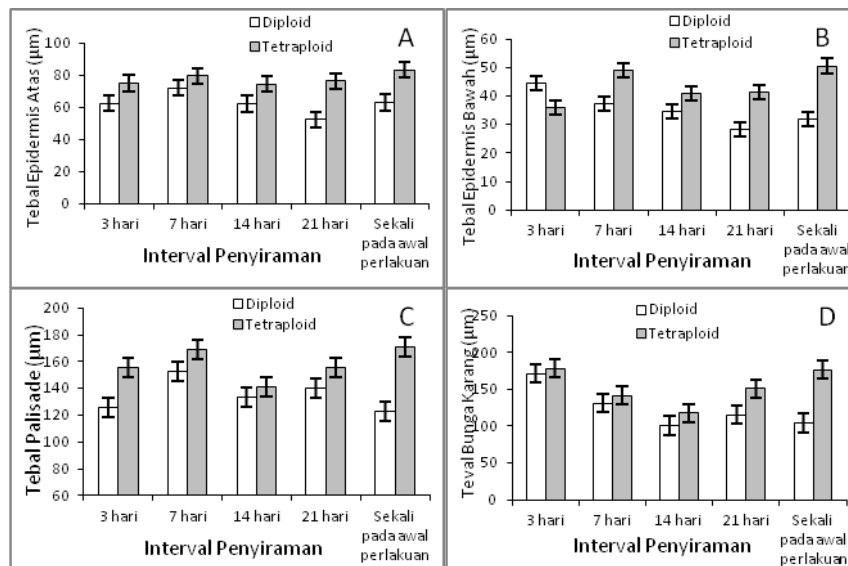 A
Diploid
Tetraploid
Tebal Epidermis Atas (µm)
100
80
60
40
20
0
3 hari 7 hari 14 hari 21 hari Sekali pada awal perlakuan
Interval Penyiraman
B
Diploid
Tetraploid
Tebal Epidermis Bawah (µm)
60
50
40
30
20
10
0
3 hari 7 hari 14 hari 21 hari Sekali pada awal perlakuan
Interval Penyiraman
C
Diploid
Tetraploid
Tebal Palisade (µm)
200
180
160
140
120
100
80
60
3 hari 7 hari 14 hari 21 hari Sekali pada awal perlakuan
Interval Penyiraman
D
Diploid
Tetraploid
Teval Bunga Karang (µm)
250
200
150
100
50
0
3 hari 7 hari 14 hari 21 hari Sekali pada awal perlakuan
Interval Penyiraman